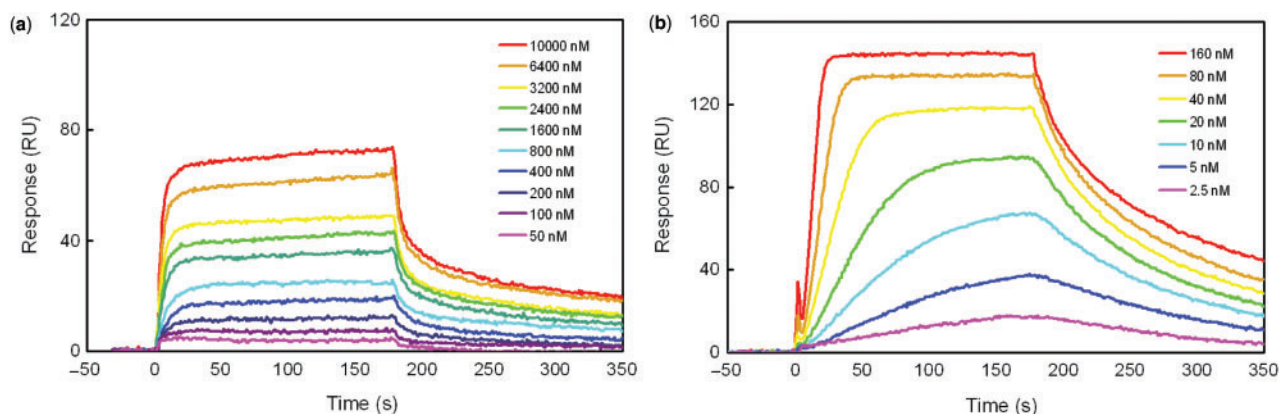 (a)
120
80
40
0
Response (RU)
−50
0
50
100
150
200
250
300
350
Time (s)
10000 nM
6400 nM
3200 nM
2400 nM
1600 nM
800 nM
400 nM
200 nM
100 nM
50 nM
(b)
160
120
80
40
0
Response (RU)
−50
0
50
100
150
200
250
300
350
Time (s)
160 nM
80 nM
40 nM
20 nM
10 nM
5 nM
2.5 nM